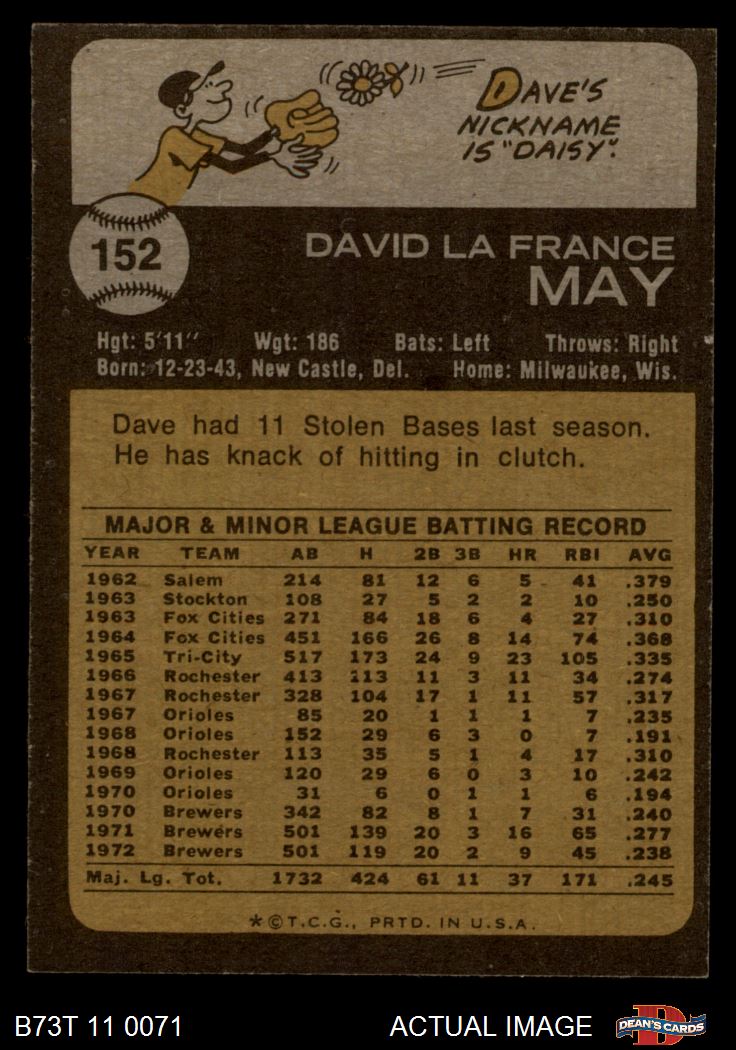 DAVE'S
NICKNAME
IS "DAISY".
152
DAVID LA FRANCE
MAY
Hgt: 5'11" Wgt: 186 Bats: Left Throws: Right
Born: 12-23-43, New Castle, Del. Home: Milwaukee, Wis.
Dave had 11 Stolen Bases last season.
He has knack of hitting in clutch.
MAJOR & MINOR LEAGUE BATTING RECORD
YEAR TEAM AB H 2B 3B HR RBI AVG
1962 Salem 214 81 12 6 5 41 .379
1963 Stockton 108 27 5 2 2 10 .250
1963 Fox Cities 271 84 18 6 4 27 .310
1964 Fox Cities 451 166 26 8 14 74 .368
1965 Tri-City 517 173 24 9 23 105 .335
1966 Rochester 413 113 11 3 11 34 .274
1967 Rochester 328 104 17 1 11 57 .317
1967 Orioles 85 20 1 1 1 7 .235
1968 Orioles 152 29 6 3 0 7 .191
1968 Rochester 113 35 5 1 4 17 .310
1969 Orioles 120 29 6 0 3 10 .242
1970 Orioles 31 6 0 1 1 6 .194
1970 Brewers 342 82 8 1 7 31 .240
1971 Brewers 501 139 20 3 16 65 .277
1972 Brewers 501 119 20 2 9 45 .238
Maj. Lg. Tot. 1732 424 61 11 37 171 .245
*©T.C.G., PRTD. IN U.S.A.
B73T 11 0071 ACTUAL IMAGE D DEAN'S CARDS